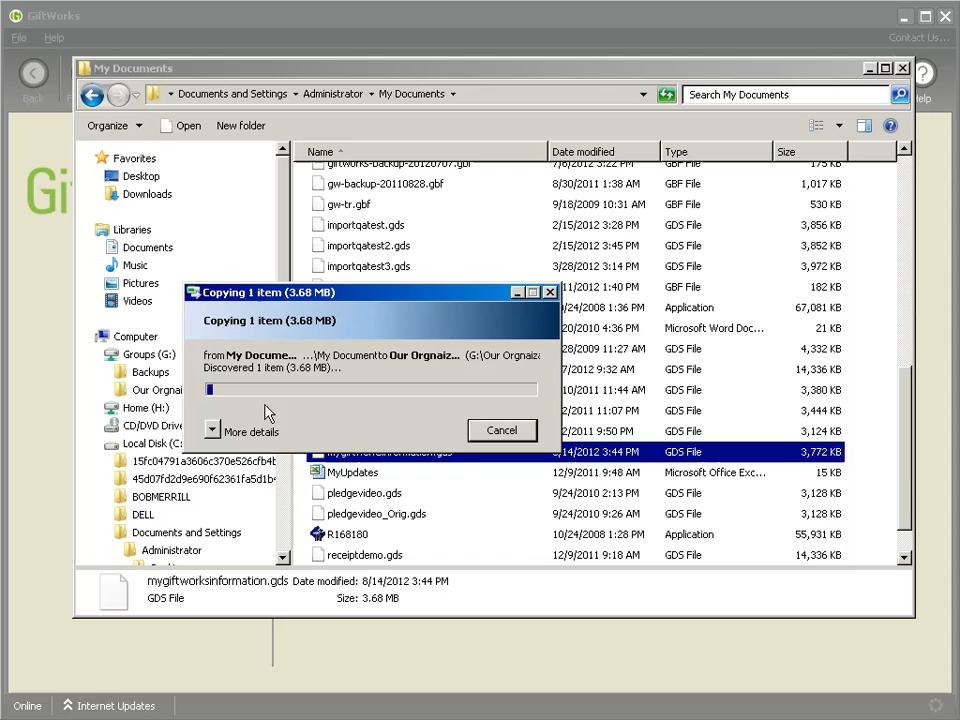 GiftWorks
File Help Contact Us...
My Documents
Documents and Settings Administrator My Documents Search My Documents
Back
Organize Open New folder
Name Date modified Type Size
Favorites
Desktop
Downloads
Libraries
Documents
Music
Pictures
Videos
Computer
Groups (G:)
Backups
Our Orgnai
Home (H:)
CD/DVD Drive
Local Disk (C:
15fc04791a3606c370e526cfb4b
45d07fd2d9e690f62361fa5d1b4
BOBMERRILL
DELL
Documents and Settings
Administrator
giftworks-backup-20120707.gbf 7/6/2012 3:22 PM GBF File 175 KB
gw-backup-20110828.gbf 8/30/2011 1:38 AM GBF File 1,017 KB
gw-tr.gbf 9/18/2009 10:31 AM GBF File 530 KB
importqatest.gds 2/15/2012 3:28 PM GDS File 3,856 KB
importqatest2.gds 2/15/2012 3:45 PM GDS File 3,852 KB
importqatest3.gds 3/28/2012 3:14 PM GDS File 3,972 KB
/2011 1:40 PM GBF File 182 KB
/24/2008 1:36 PM Application 67,081 KB
/20/2010 4:36 PM Microsoft Word Doc... 21 KB
/28/2009 11:27 AM GDS File 4,332 KB
/7/2012 9:32 AM GDS File 14,336 KB
/10/2011 11:44 AM GDS File 3,380 KB
/2/2011 11:07 PM GDS File 3,444 KB
/2/2011 9:50 PM GDS File 3,124 KB
mygiftworksinformation.gds 8/14/2012 3:44 PM GDS File 3,772 KB
MyUpdates 12/9/2011 9:48 AM Microsoft Office Exc... 15 KB
pledgevideo.gds 9/24/2010 2:13 PM GDS File 3,128 KB
pledgevideo_Orig.gds 9/24/2010 9:26 AM GDS File 3,128 KB
R168180 10/24/2008 1:28 PM Application 55,931 KB
receiptdemo.gds 12/9/2011 9:18 AM GDS File 14,336 KB
Copying 1 item (3.68 MB)
Copying 1 item (3.68 MB)
from My Docume... ...\My Document to Our Orgnaiz... (G:\Our Orgnaiza
Discovered 1 item (3.68 MB)...
More details Cancel
mygiftworksinformation.gds Date modified: 8/14/2012 3:44 PM
GDS File Size: 3.68 MB
Online Internet Updates